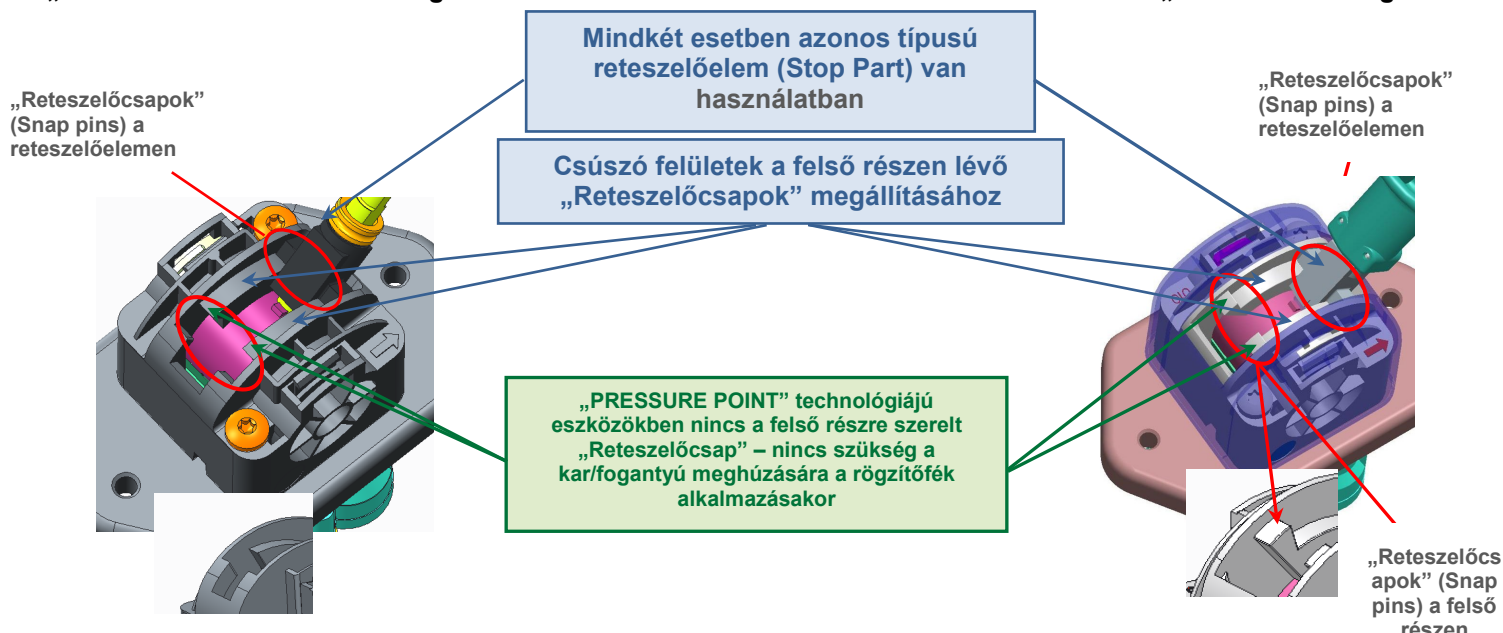 Mindkét esetben azonos típusú
reteszelőelem (Stop Part) van
használatban
„Reteszelőcsapok”
(Snap pins) a
reteszelőelemen
„Reteszelőcsapok”
(Snap pins) a
reteszelőelemen
Csúszó felületek a felső részen lévő
„Reteszelőcsapok” megállításához
„PRESSURE POINT” technológiájú
eszközökben nincs a felső részre szerelt
„Reteszelőcsap” – nincs szükség a
kar/fogantyú meghúzására a rögzítőfék
alkalmazásakor
„Reteszelőcs
apok” (Snap
pins) a felső
részen